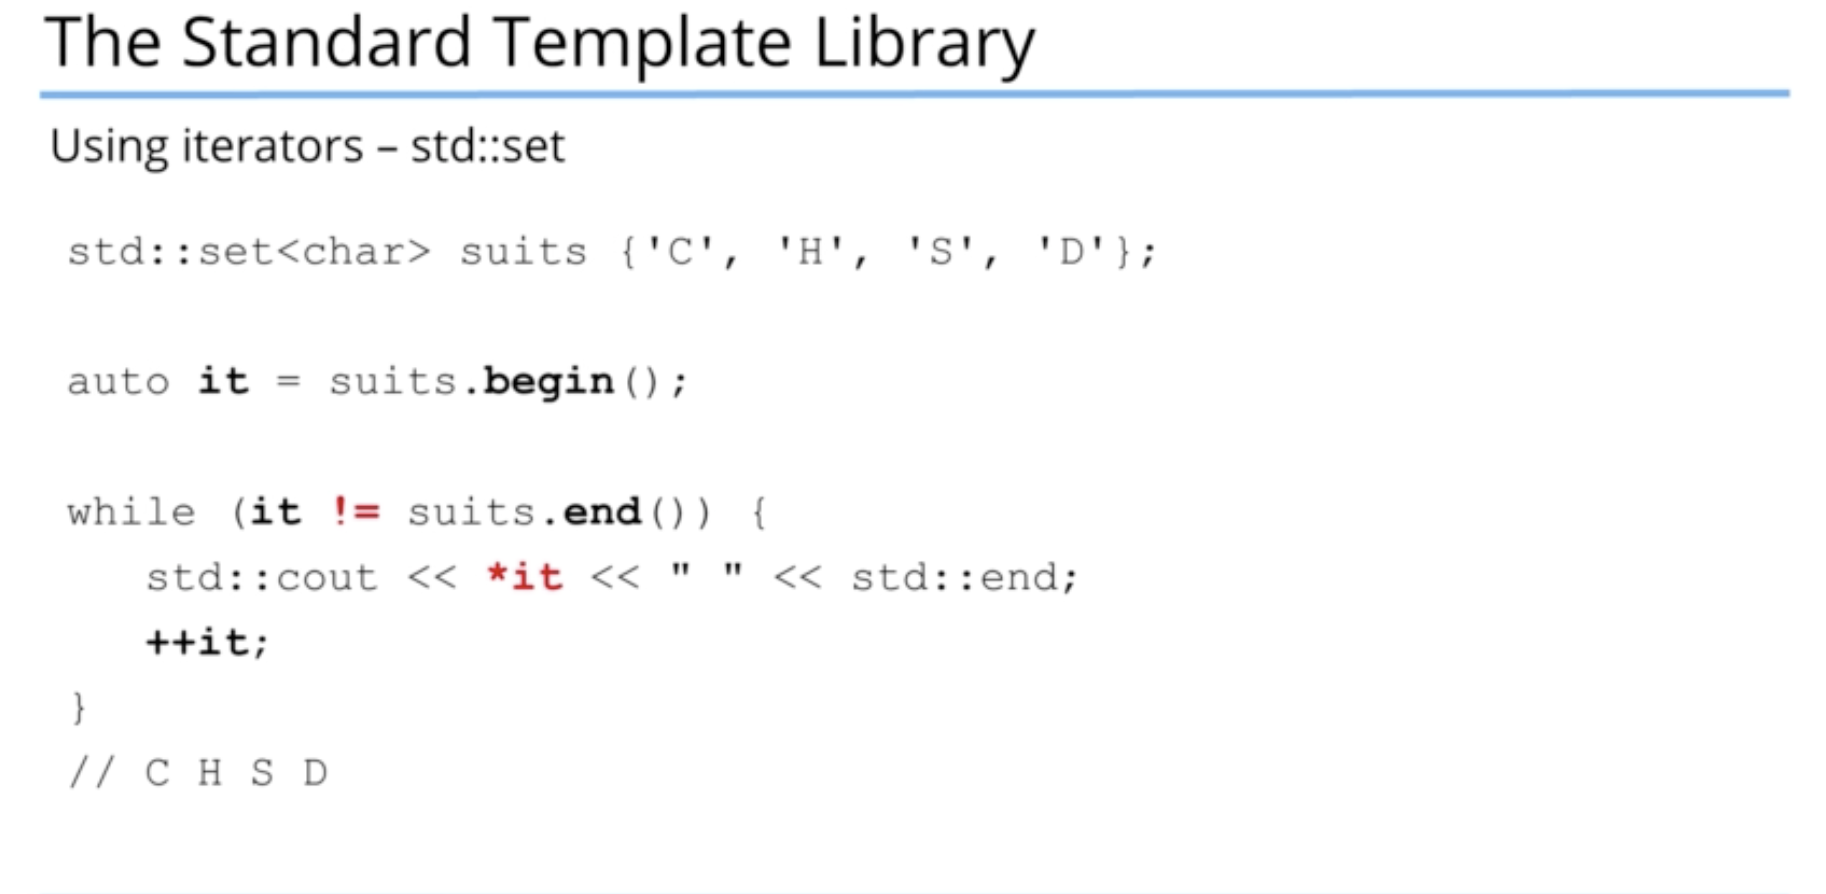 The Standard Template Library
Using iterators – std::set
std::set<char> suits {'C', 'H', 'S', 'D'};
auto it = suits.begin();
while (it != suits.end()) {
std::cout << *it << " " << std::end;
++it;
}
// C H S D